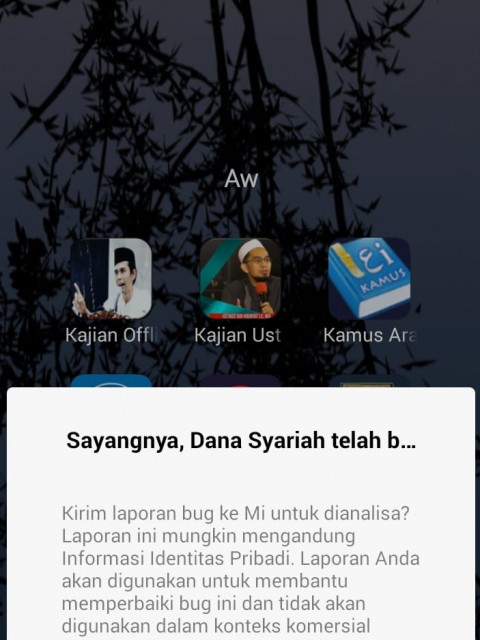 Aw
Kajian Offli
Kajian Ust
Kamus Ara
KAMUS
Sayangnya, Dana Syariah telah b...
Kirim laporan bug ke Mi untuk dianalisa?
Laporan ini mungkin mengandung
Informasi Identitas Pribadi. Laporan Anda
akan digunakan untuk membantu
memperbaiki bug ini dan tidak akan
digunakan dalam konteks komersial